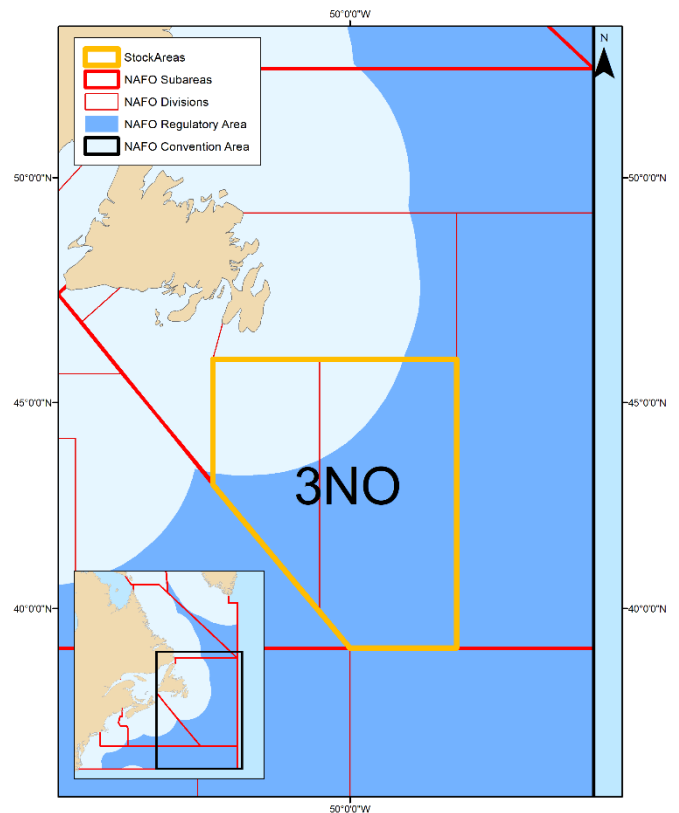 50°0'0"W
StockAreas
NAFO Subareas
NAFO Divisions
NAFO Regulatory Area
NAFO Convention Area
N
50°0'0"N
50°0'0"N
45°0'0"N
45°0'0"N
3NO
40°0'0"N
40°0'0"N
50°0'0"W